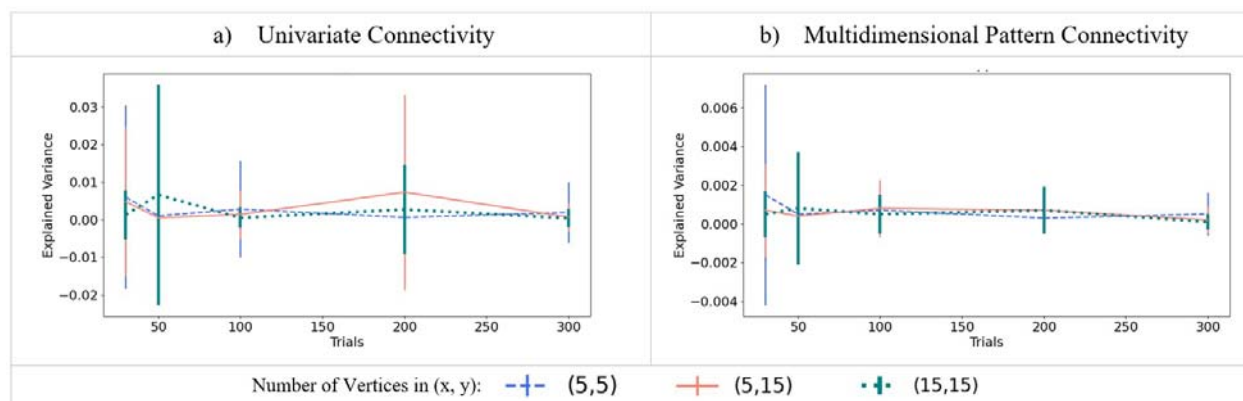 a) Univariate Connectivity
b) Multidimensional Pattern Connectivity
0.03
0.02
0.01
0.00
−0.01
−0.02
Explained Variance
50 100 150 200 250 300
Trials
0.006
0.004
0.002
0.000
−0.002
−0.004
Explained Variance
50 100 150 200 250 300
Trials
Number of Vertices in (x, y): (5,5) (5,15) (15,15)